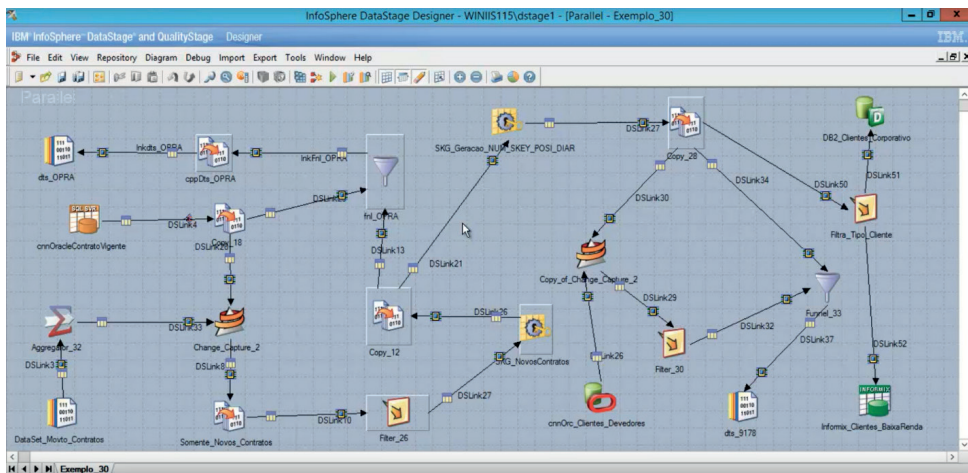 InfoSphere DataStage Designer - WINIIS115\dstage1 - [Parallel - Exemplo_30]
IBM InfoSphere DataStage and QualityStage Designer
IBM.
File Edit View Repository Diagram Debug Import Export Tools Window Help
Parallel
dts_OPRA
lnkdts_OPRA
cppDts_OPRA
lnkFnl_OPRA
fnl_OPRA
SKG_Geracao_NUM_SKEY_POSI_DIAR
DSLink27
Copy_28
DB2_Clientes_Corporativo
DSLink51
DSLink50
DSLink34
DSLink30
Filtra_Tipo_Cliente
cnnOracleContratoVigente
DSLink4
Copy_18
DSLink13
DSLink21
Copy_of_Change_Capture_2
DSLink29
Funnel_33
Aggregator_32
DSLink33
Change_Capture_2
Copy_12
SKG_NovosContratos
DSLink32
DSLink37
DSLink52
Filter_30
DSLink8
DSLink27
DataSet_Movto_Contratos
Somente_Novos_Contratos
DSLink10
Filter_26
cnnOrc_Clientes_Devedores
dts_9178
INFORMIX
Informix_Clientes_BaixaRenda
Exemplo_30